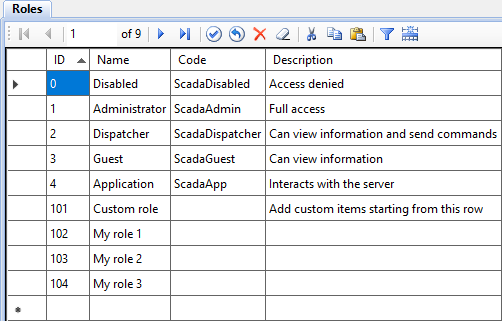 Roles
1 of 9
ID Name Code Description
0 Disabled ScadaDisabled Access denied
1 Administrator ScadaAdmin Full access
2 Dispatcher ScadaDispatcher Can view information and send commands
3 Guest ScadaGuest Can view information
4 Application ScadaApp Interacts with the server
101 Custom role Add custom items starting from this row
102 My role 1
103 My role 2
104 My role 3